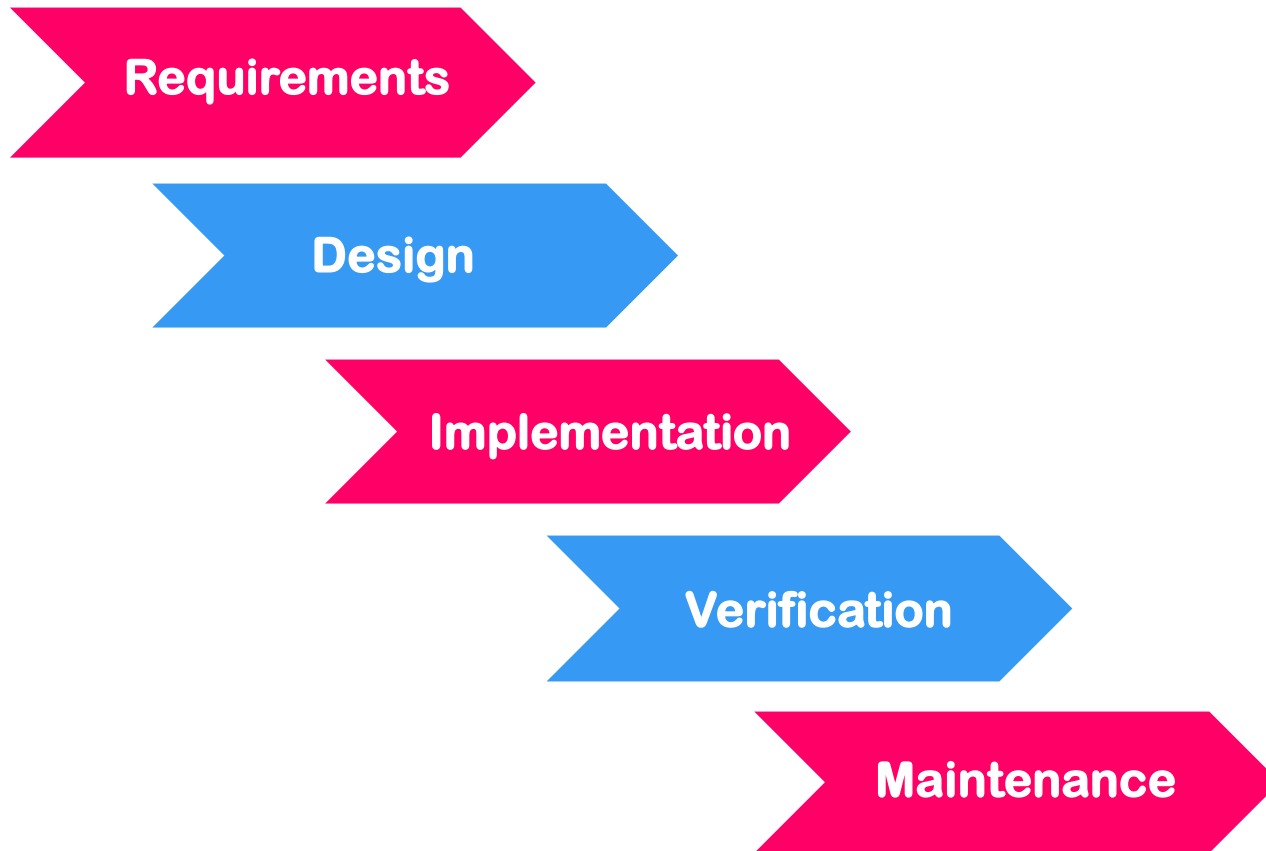 Requirements
Design
Implementation
Verification
Maintenance